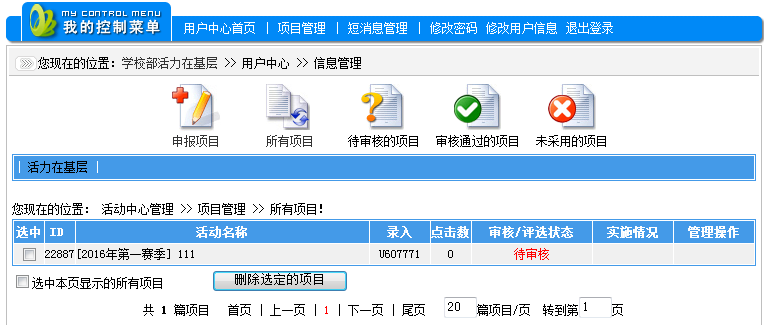 MY CONTROL MENU
我的控制菜单 用户中心首页 | 项目管理 | 短消息管理 | 修改密码 修改用户信息 退出登录
您现在的位置：学校部活力在基层 >> 用户中心 >> 信息管理
申报项目 所有项目 待审核的项目 审核通过的项目 未采用的项目
| 活力在基层 |
您现在的位置： 活动中心管理 >> 项目管理 >> 所有项目!
选中 ID 活动名称 录入 点击数 审核/评选状态 实施情况 管理操作
22887 [2016年第一赛季] 111 U607771 0 待审核
选中本页显示的所有项目 删除选定的项目
共 1 篇项目 首页 | 上一页 | 1 | 下一页 | 尾页 20 篇项目/页 转到第 1 页